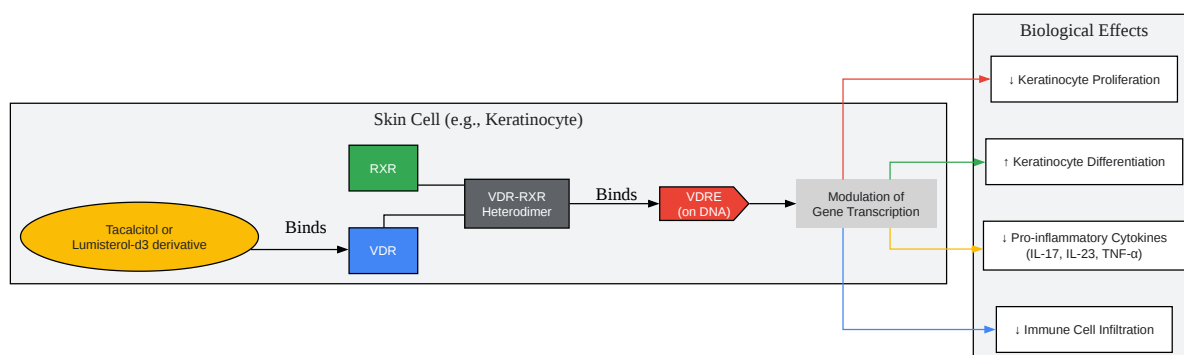 Biological Effects
↓ Keratinocyte Proliferation
Skin Cell (e.g., Keratinocyte)
RXR
↑ Keratinocyte Differentiation
VDR-RXR
Heterodimer
Binds
VDRE
(on DNA)
Modulation of
Gene Transcription
Tacalcitol or
Lumisterol-d3 derivative
Binds
VDR
↓ Pro-inflammatory Cytokines
(IL-17, IL-23, TNF-α)
↓ Immune Cell Infiltration